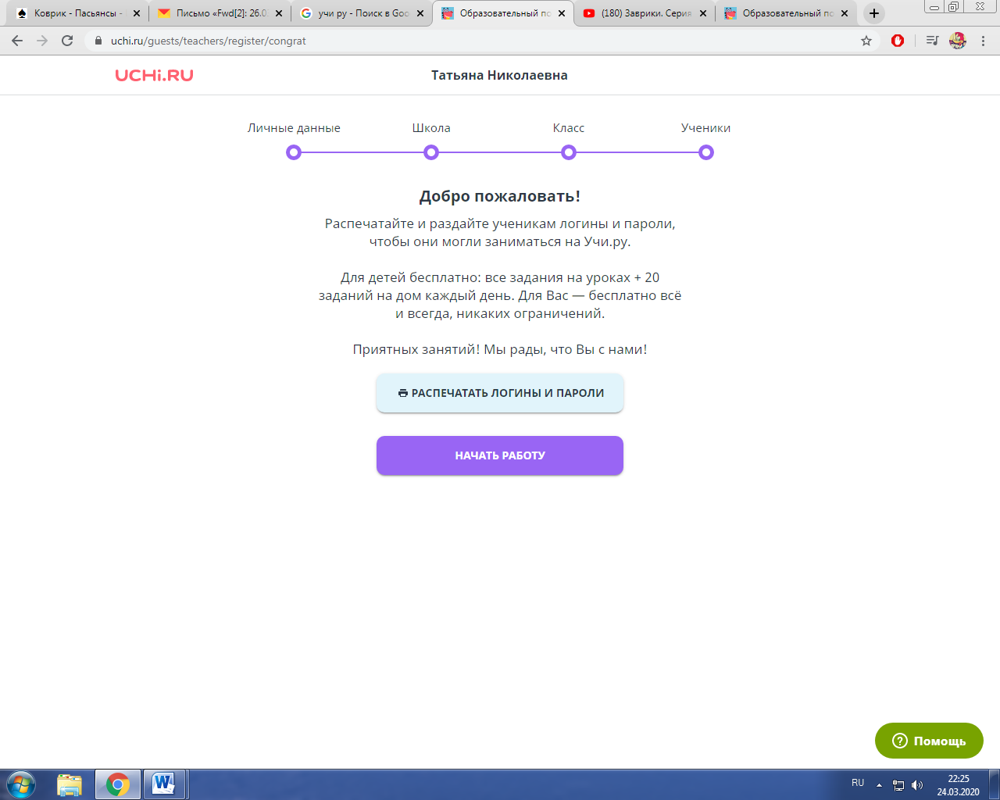 Коврик - Пасьянсы -
Письмо «Fwd[2]: 26.0
учи ру - Поиск в Goo
Образовательный по
(180) Заврики. Серия
Образовательный по
uchi.ru/guests/teachers/register/congrat
UCHi.RU
Татьяна Николаевна
Личные данные
Школа
Класс
Ученики
Добро пожаловать!
Распечатайте и раздайте ученикам логины и пароли,
чтобы они могли заниматься на Учи.ру.
Для детей бесплатно: все задания на уроках + 20
заданий на дом каждый день. Для Вас — бесплатно всё
и всегда, никаких ограничений.
Приятных занятий! Мы рады, что Вы с нами!
РАСПЕЧАТАТЬ ЛОГИНЫ И ПАРОЛИ
НАЧАТЬ РАБОТУ
Помощь
RU
22:25
24.03.2020